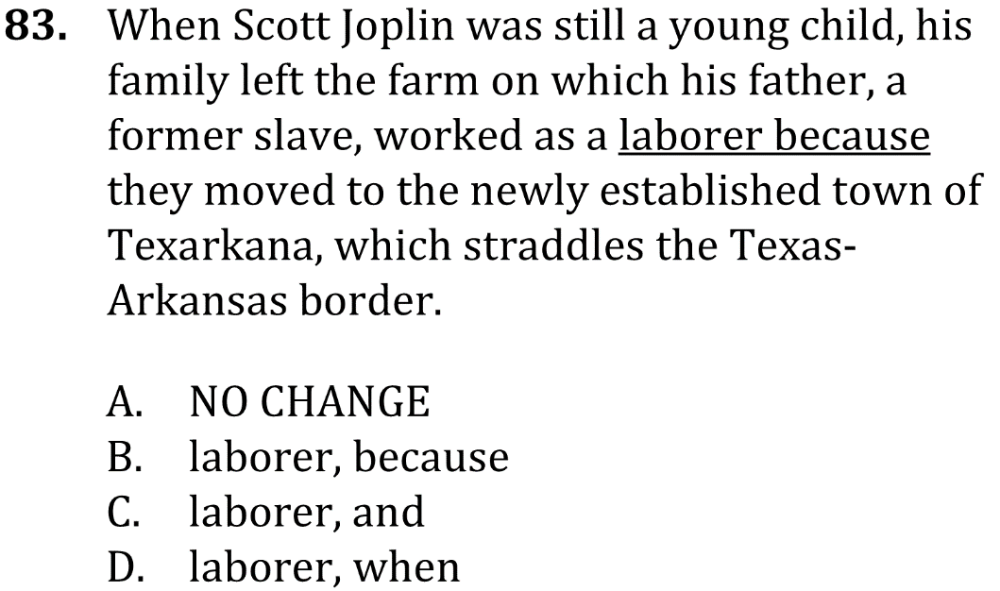 83. When Scott Joplin was still a young child, his
family left the farm on which his father, a
former slave, worked as a laborer because
they moved to the newly established town of
Texarkana, which straddles the Texas-
Arkansas border.
A. NO CHANGE
B. laborer, because
C. laborer, and
D. laborer, when